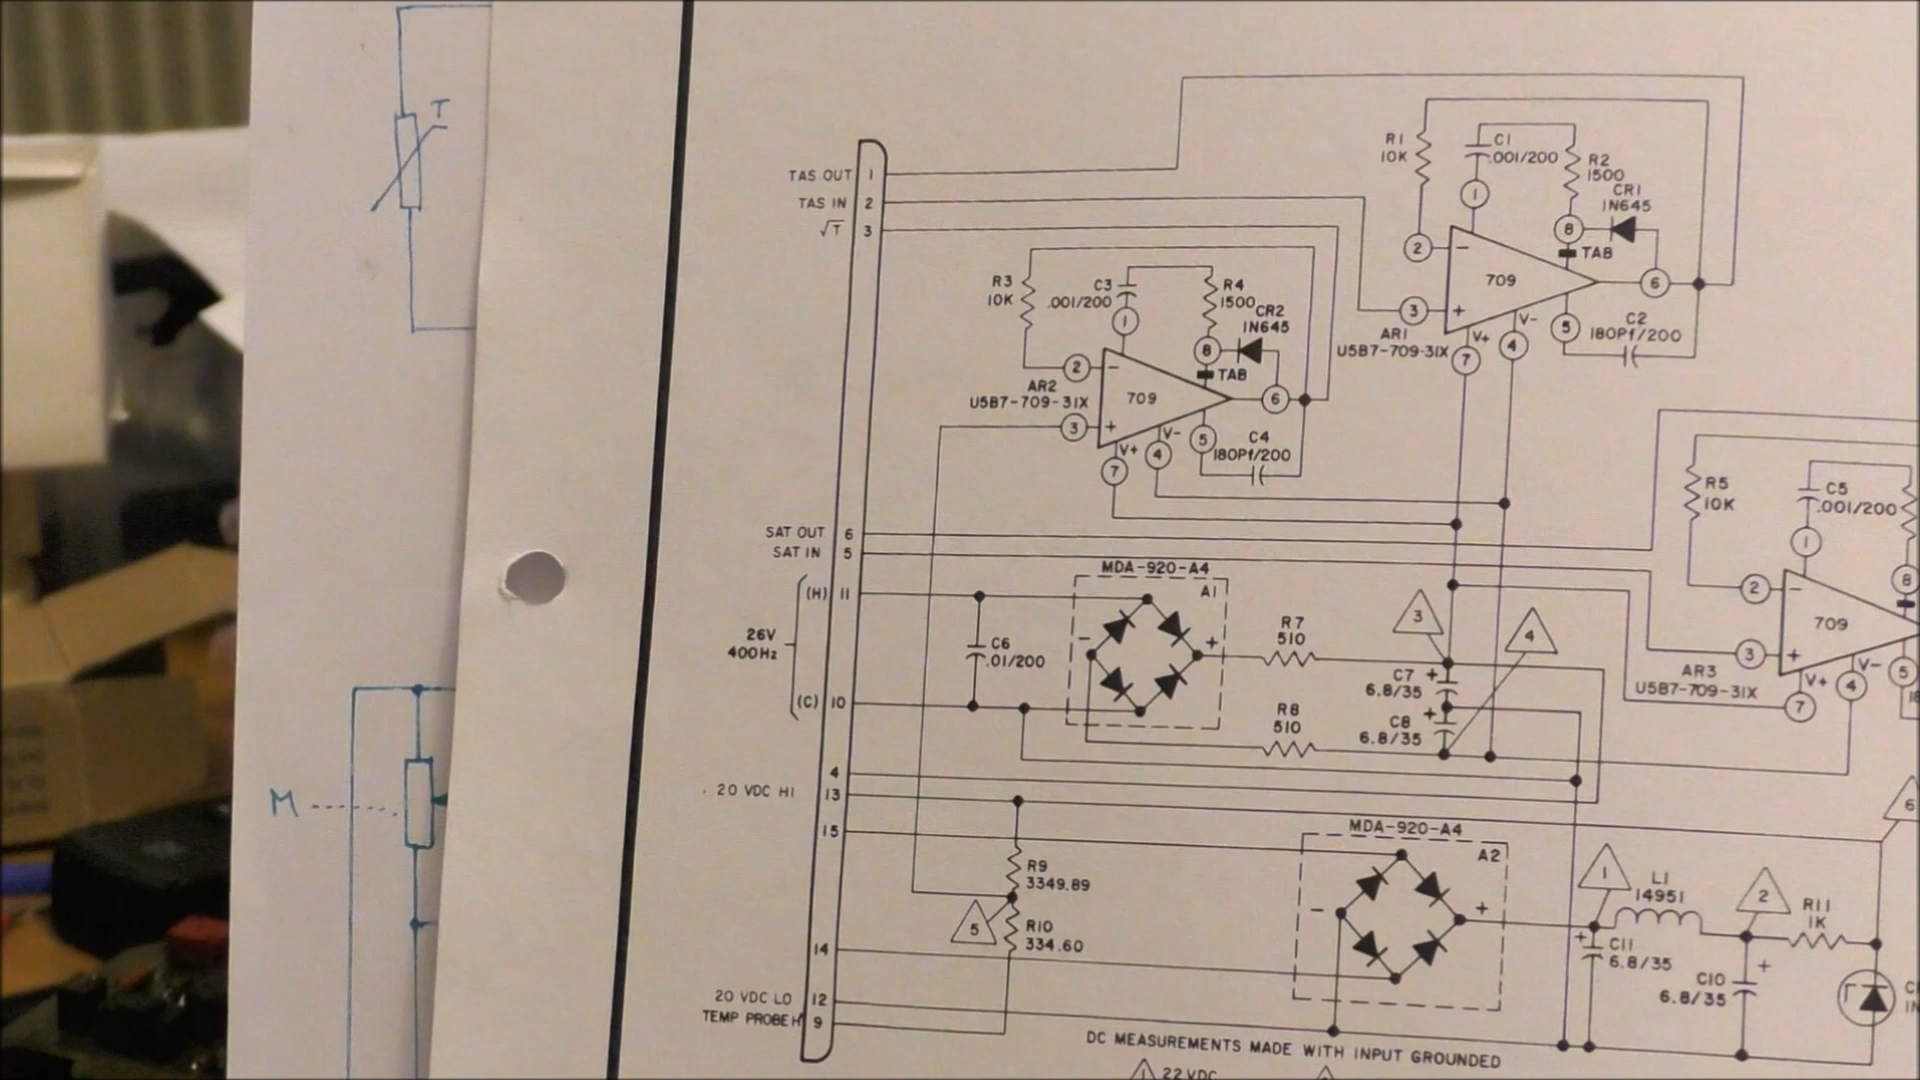 T
M
TAS OUT 1
TAS IN 2
√T 3
R1
10K
C1
.001/200
R2
1500
CR1
1N645
1
8
TAB
2
−
709
6
3
+
AR1
U5B7-709-31X
V+
V-
7
4
5
C2
180Pf/200
R3
10K
C3
.001/200
R4
1500
CR2
1N645
1
8
TAB
2
−
AR2
U5B7-709-31X
709
6
3
+
V+
V-
7
4
5
C4
180Pf/200
R5
10K
C5
.001/200
1
8
2
−
709
3
+
AR3
U5B7-709-31X
V+
V-
7
4
5
SAT OUT 6
SAT IN 5
(H) 11
26V
400Hz
(C) 10
C6
.01/200
MDA-920-A4
A1
−
+
R7
510
R8
510
3
4
C7 +
6.8/35
C8 +
6.8/35
4
20 VDC HI 13
15
R9
3349.89
5
R10
334.60
14
20 VDC LO 12
TEMP PROBE H 9
MDA-920-A4
A2
−
+
1
L1
14951
2
R11
1K
6
+
C11
6.8/35
+
C10
6.8/35
DC MEASUREMENTS MADE WITH INPUT GROUNDED
1 22 VDC